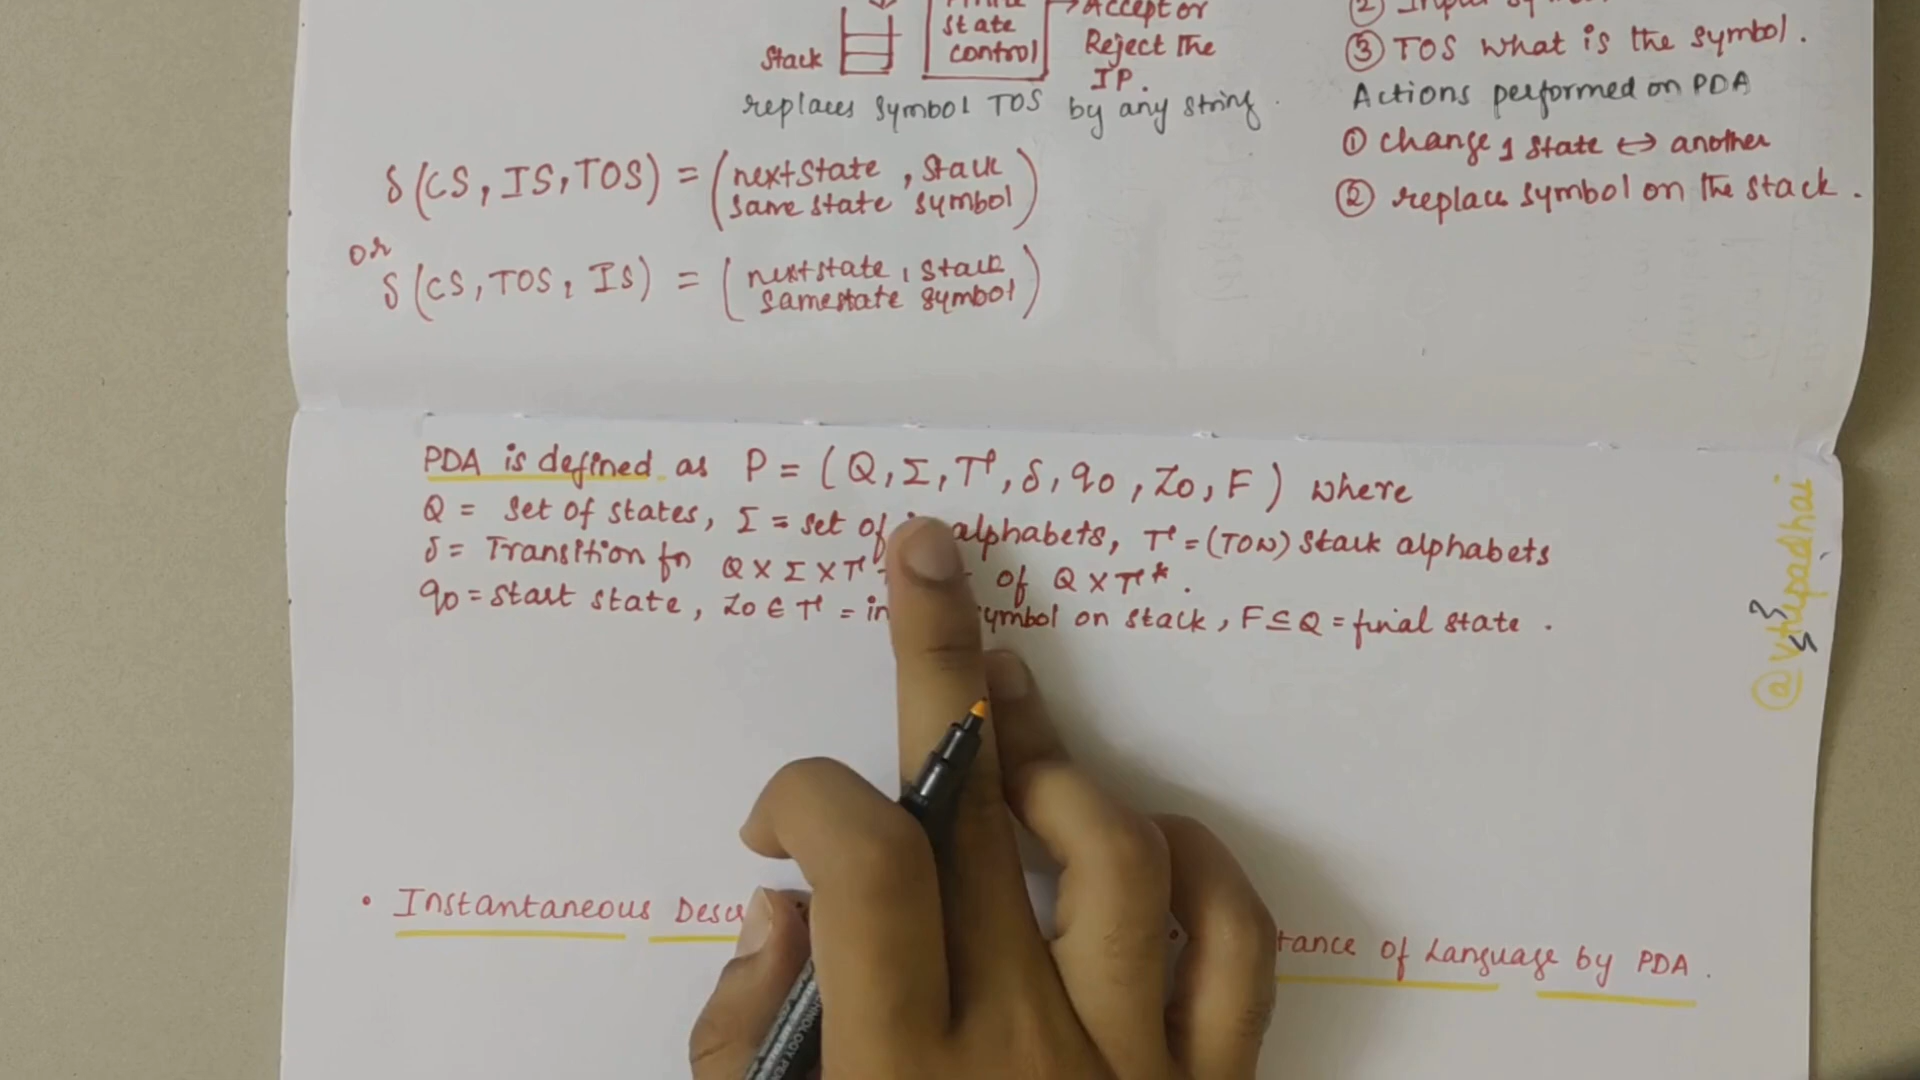 State
Accept or
Stack
control
Reject The
IP.
replaces symbol TOS by any string.
③ TOS what is the symbol.
Actions performed on PDA
① change 1 state ↔ another
② replace symbol on the stack.
δ(CS, IS, TOS) = (nextstate, stack
samestate symbol)
or
δ(CS, TOS, IS) = (nextstate, stack
samestate symbol)
PDA is defined as P = (Q, Σ, Γ, δ, q0, Z0, F) where
Q = set of states, Σ = set of alphabets, Γ = (TOW) stack alphabets
δ = Transition fn Q × Σ × Γ of Q × Γ*.
q0 = start state, Z0 ∈ Γ = in symbol on stack, F ⊆ Q = final state.
• Instantaneous
tance of Language by PDA.